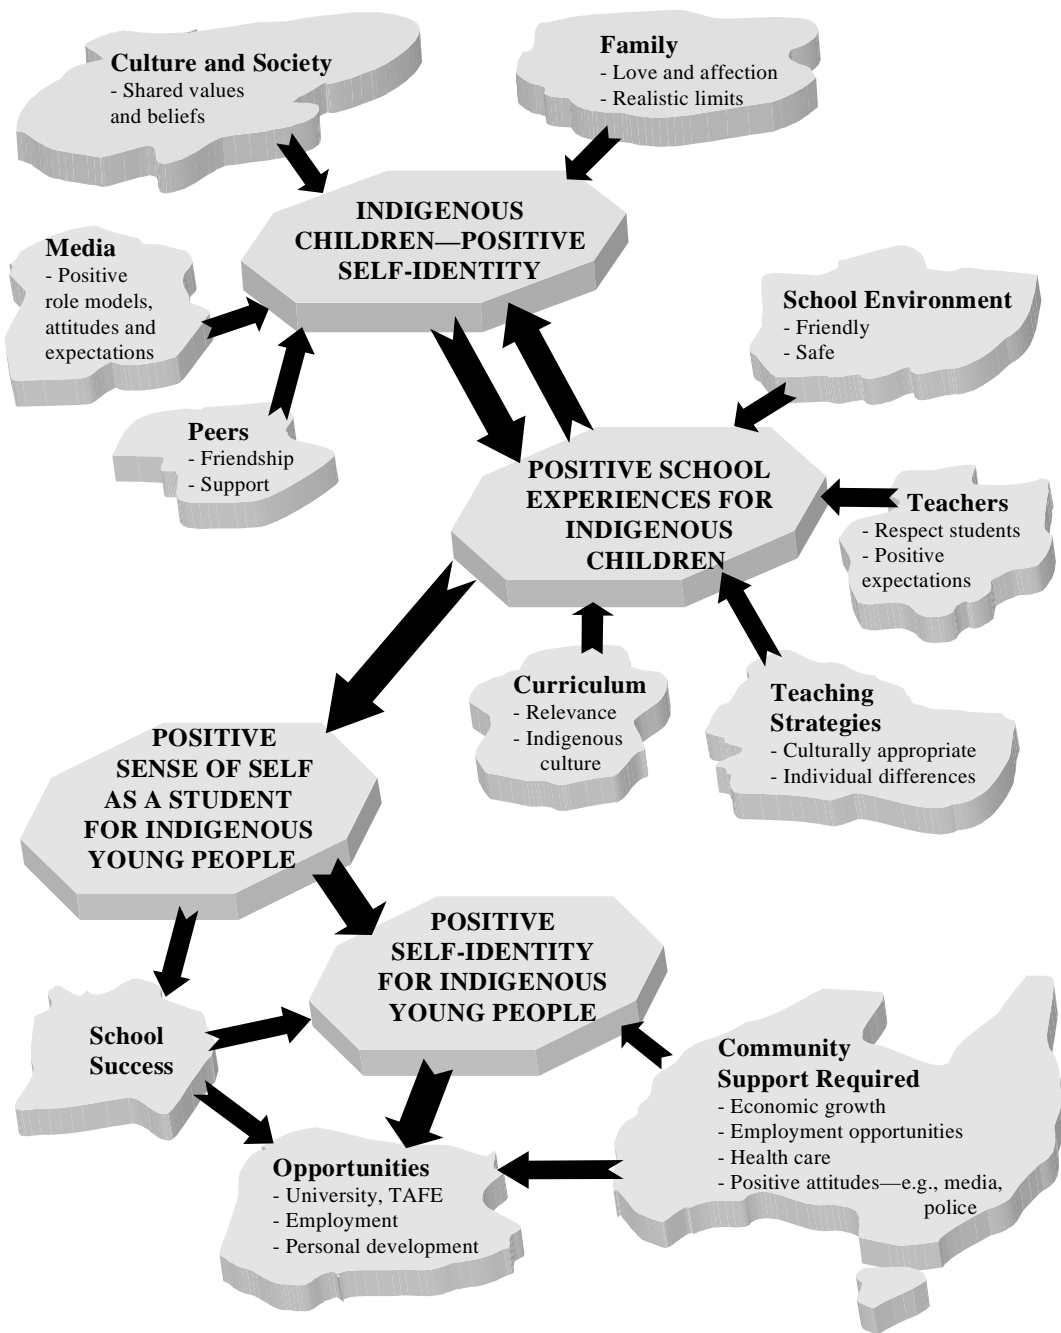 Culture and Society
- Shared values
and beliefs
Family
- Love and affection
- Realistic limits
INDIGENOUS
CHILDREN—POSITIVE
SELF-IDENTITY
Media
- Positive
role models,
attitudes and
expectations
School Environment
- Friendly
- Safe
Peers
- Friendship
- Support
POSITIVE SCHOOL
EXPERIENCES FOR
INDIGENOUS
CHILDREN
Teachers
- Respect students
- Positive
expectations
Curriculum
- Relevance
- Indigenous
culture
Teaching
Strategies
- Culturally appropriate
- Individual differences
POSITIVE
SENSE OF SELF
AS A STUDENT
FOR INDIGENOUS
YOUNG PEOPLE
POSITIVE
SELF-IDENTITY
FOR INDIGENOUS
YOUNG PEOPLE
School
Success
Community
Support Required
- Economic growth
- Employment opportunities
- Health care
- Positive attitudes—e.g., media,
police
Opportunities
- University, TAFE
- Employment
- Personal development